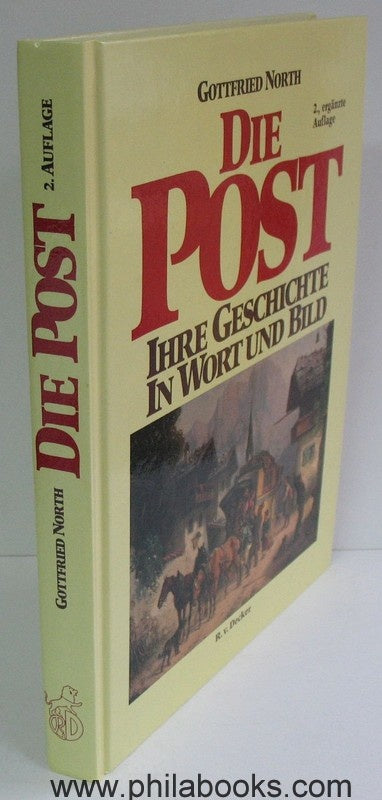 GOTTFRIED NORTH
2., ergänzte
Auflage
DIE
POST
IHRE GESCHICHTE
IN WORT UND BILD
R. v. Decker
GOTTFRIED NORTH DIE POST 2. AUFLAGE
RD
www.philabooks.com